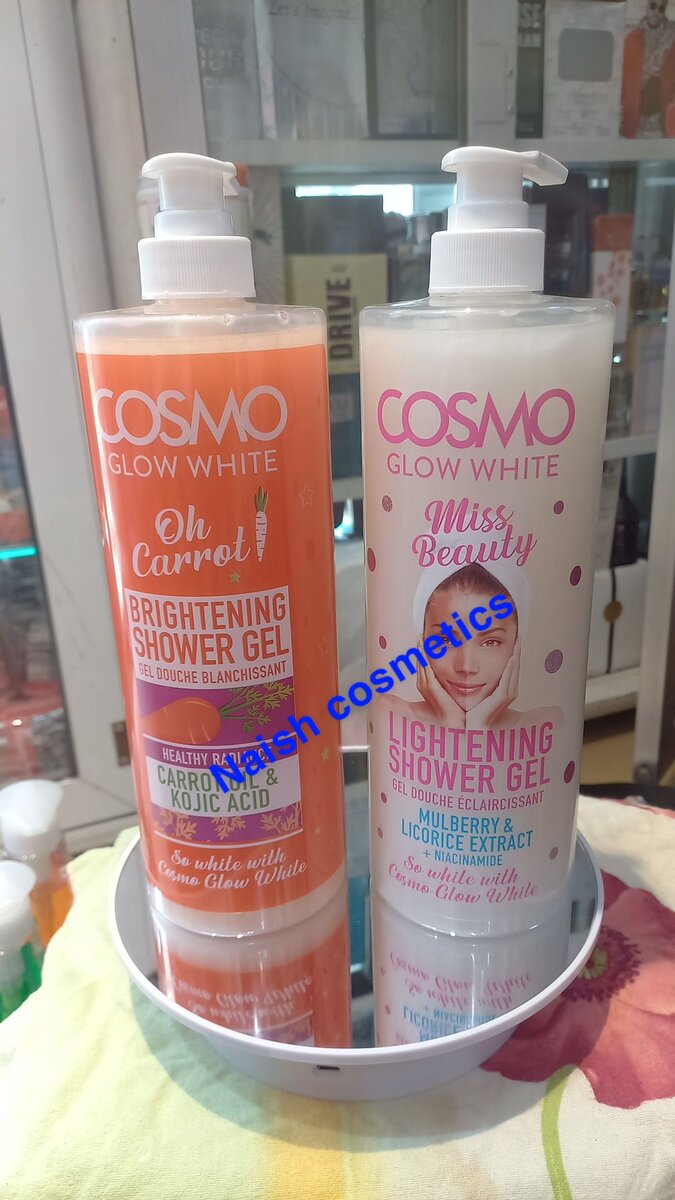 COSMO
GLOW WHITE
Oh
Carrot
BRIGHTENING
SHOWER GEL
GEL DOUCHE BLANCHISSANT
HEALTHY
OIL &
KOJIC ACID
So white with
Cosmo Glow White
COSMO
GLOW WHITE
Miss
Beauty
LIGHTENING
SHOWER GEL
GEL DOUCHE ÉCLAIRCISSANT
MULBERRY &
LICORICE EXTRACT
+ NIACINAMIDE
So white with
Cosmo Glow White
Naish cosmetics
DRIVE